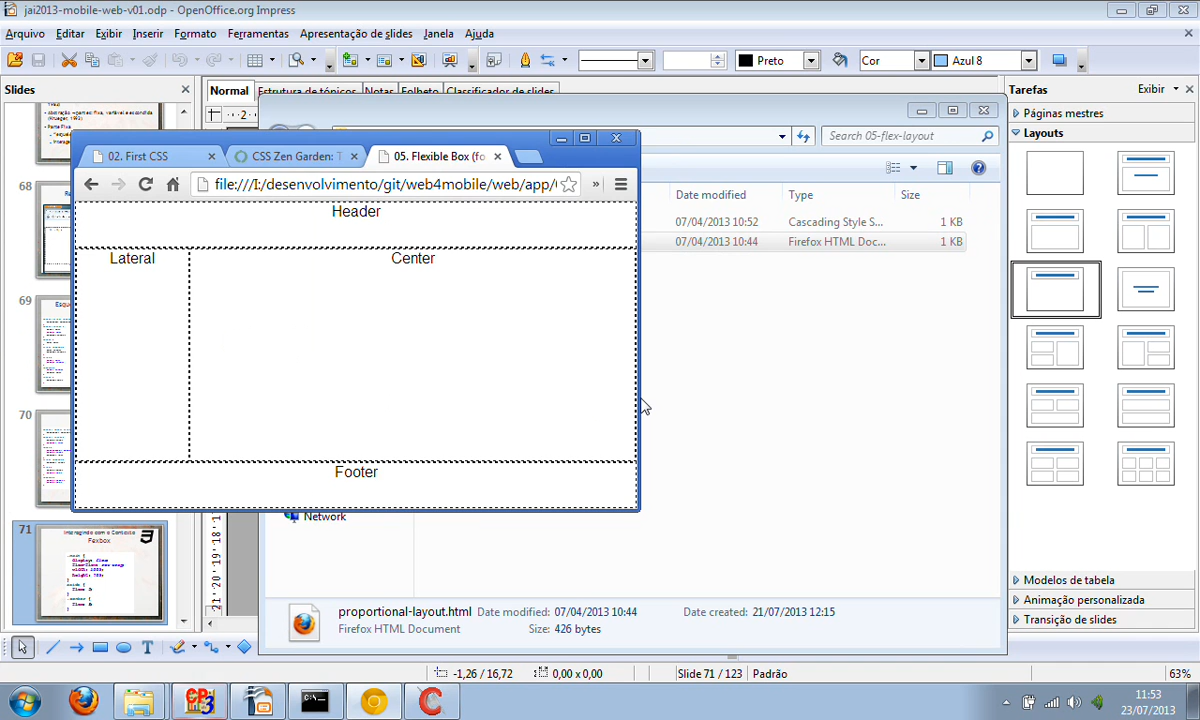 jai2013-mobile-web-v01.odp - OpenOffice.org Impress
Arquivo Editar Exibir Inserir Formato Ferramentas Apresentação de slides Janela Ajuda
Preto
Cor
Azul 8
Slides
Normal Estrutura de tópicos Notas Folheto Classificador de slides
Tarefas
Exibir
Páginas mestres
Layouts
68
69
70
71
Interagindo com o Contexto
Search 05-flex-layout
02. First CSS
CSS Zen Garden: T
05. Flexible Box (fo
file:///I:/desenvolvimento/git/web4mobile/web/app/
Date modified Type Size
07/04/2013 10:52 Cascading Style S... 1 KB
07/04/2013 10:44 Firefox HTML Doc... 1 KB
Header
Lateral
Center
Footer
Network
proportional-layout.html Date modified: 07/04/2013 10:44 Date created: 21/07/2013 12:15
Firefox HTML Document Size: 426 bytes
Modelos de tabela
Animação personalizada
Transição de slides
-1,26 / 16,72
0,00 x 0,00
Slide 71 / 123
Padrão
63%
11:53
23/07/2013